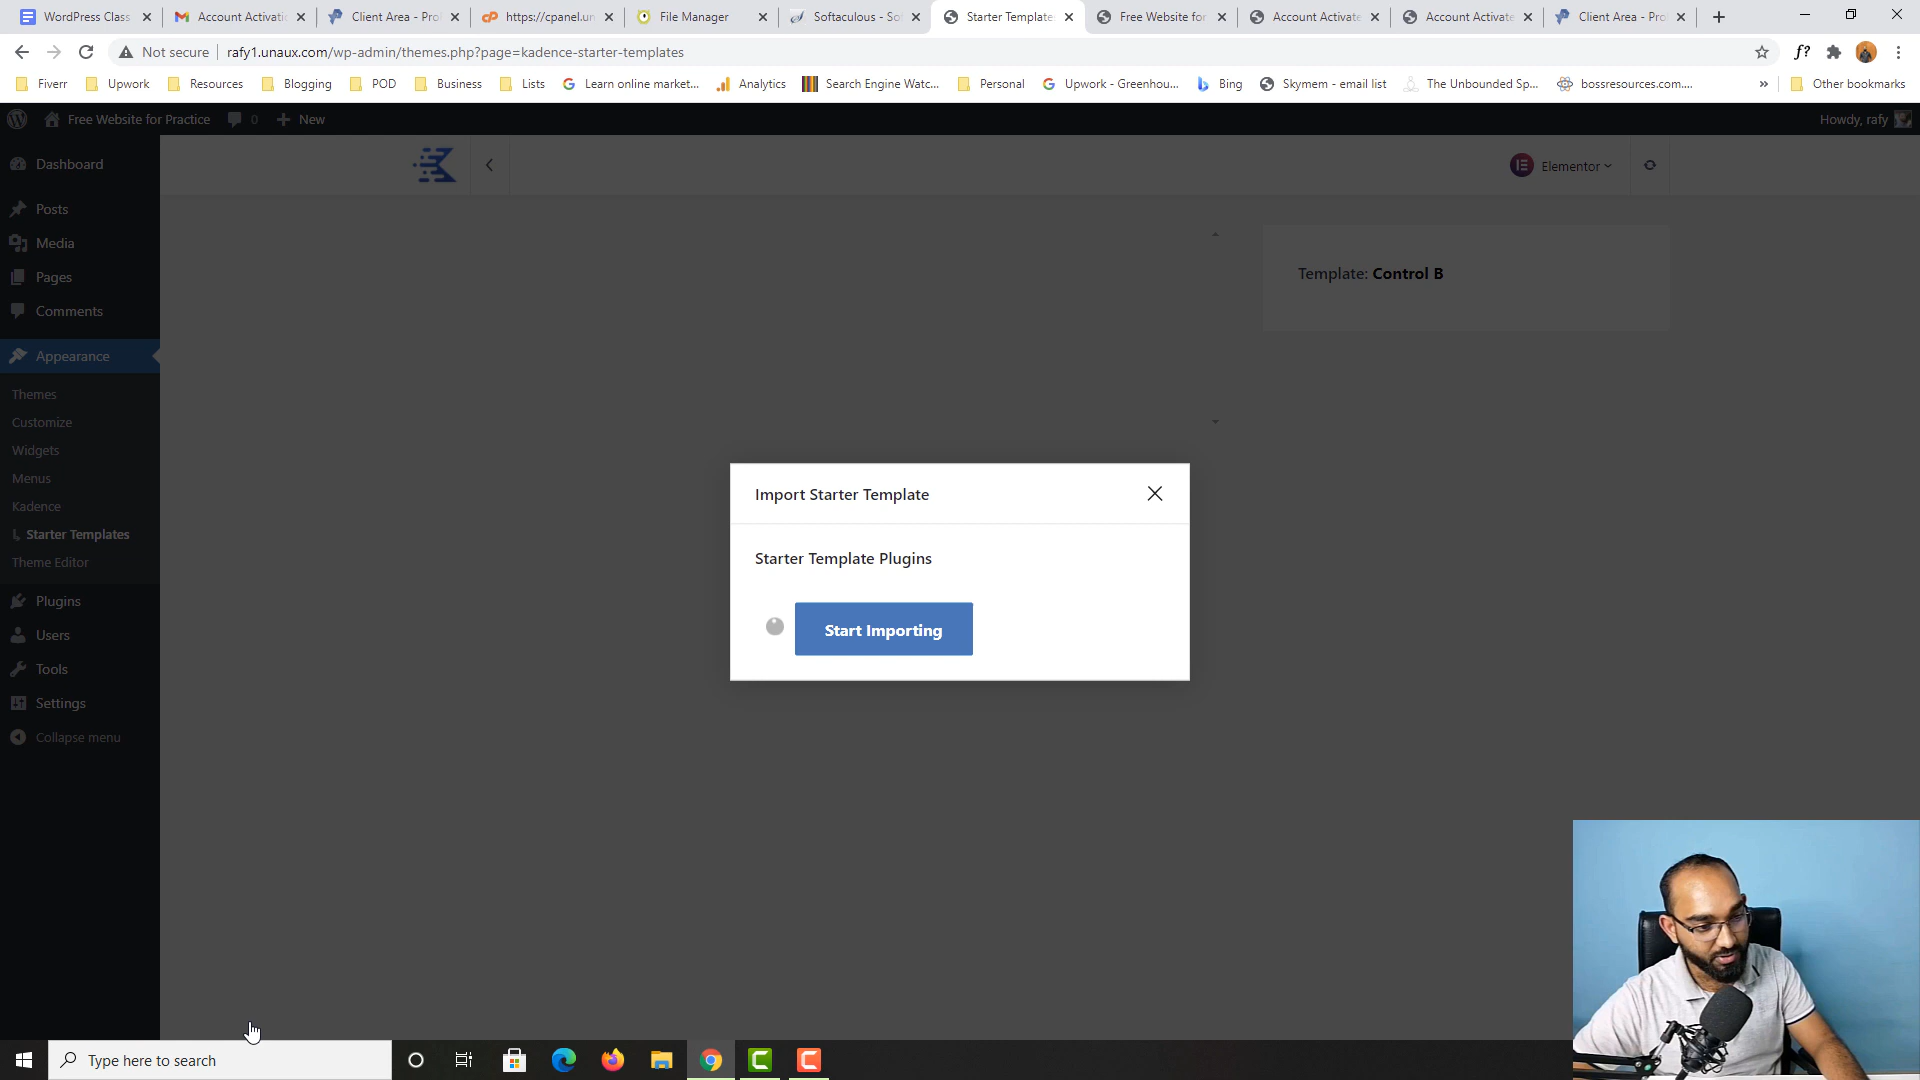 WordPress Class
Account Activati
Client Area - Pro
https://cpanel.un
File Manager
Softaculous - So
Starter Template
Free Website for
Account Activate
Account Activate
Client Area - Pro
Not secure
rafy1.unaux.com/wp-admin/themes.php?page=kadence-starter-templates
f?
Fiverr
Upwork
Resources
Blogging
POD
Business
Lists
Learn online market...
Analytics
Search Engine Watc...
Personal
Upwork - Greenhou...
Bing
Skymem - email list
The Unbounded Sp...
bossresources.com....
»
Other bookmarks
Free Website for Practice
0
New
Howdy, rafy
Dashboard
Posts
Media
Pages
Comments
Appearance
Themes
Customize
Widgets
Menus
Kadence
Starter Templates
Theme Editor
Plugins
Users
Tools
Settings
Collapse menu
Elementor
Template: Control B
Import Starter Template
Starter Template Plugins
Start Importing
Type here to search